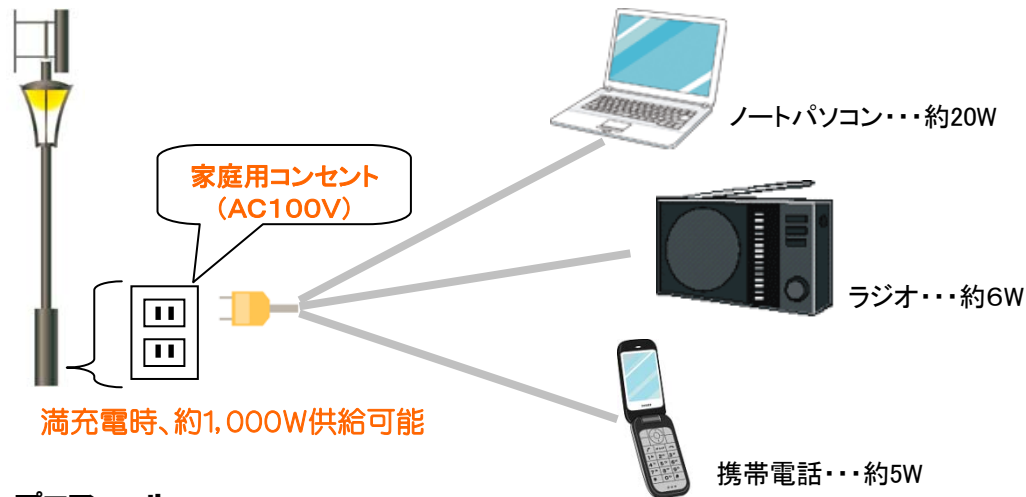 ノートパソコン・・・約20W
家庭用コンセント
(AC100V)
ラジオ・・・約6W
満充電時、約1,000W供給可能
携帯電話・・・約5W